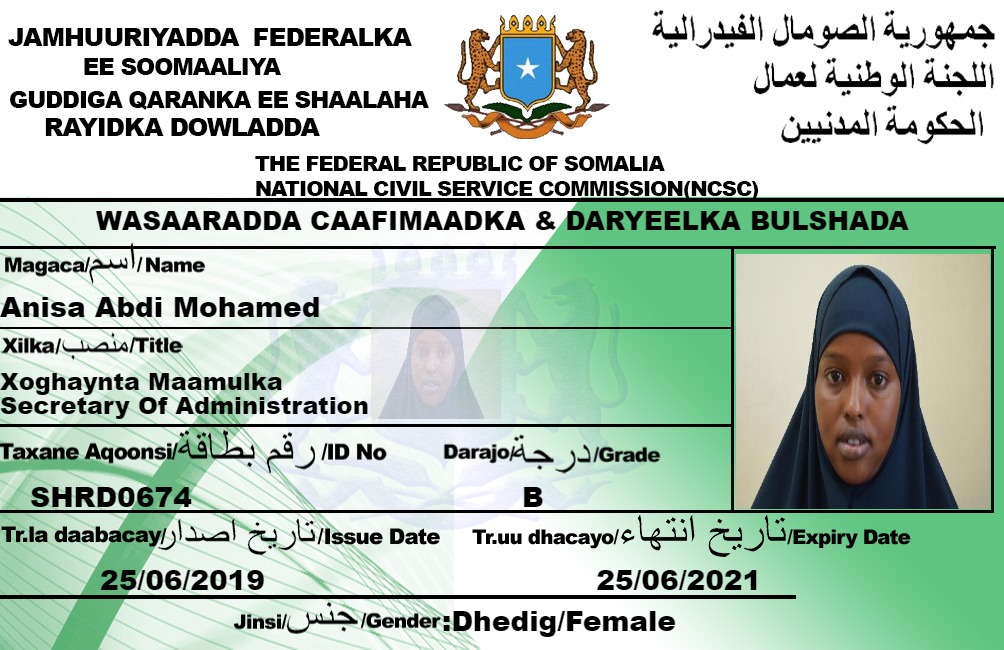 JAMHUURIYADDA FEDERALKA
EE SOOMAALIYA
GUDDIGA QARANKA EE SHAALAHA
RAYIDKA DOWLADDA
جمهورية الصومال الفيدرالية
اللجنة الوطنية لعمال
الحكومة المدنيين
THE FEDERAL REPUBLIC OF SOMALIA
NATIONAL CIVIL SERVICE COMMISSION(NCSC)
WASAARADDA CAAFIMAADKA & DARYEELKA BULSHADA
Magaca/اسم/Name
Anisa Abdi Mohamed
Xilka/منصب/Title
Xoghaynta Maamulka
Secretary Of Administration
Taxane Aqoonsi/رقم بطاقة/ID No Darajo/درجة/Grade
SHRD0674 B
Tr.la daabacay/تاريخ اصدار/Issue Date Tr.uu dhacayo/تاريخ انتهاء/Expiry Date
25/06/2019 25/06/2021
Jinsi/جنس/Gender:Dhedig/Female